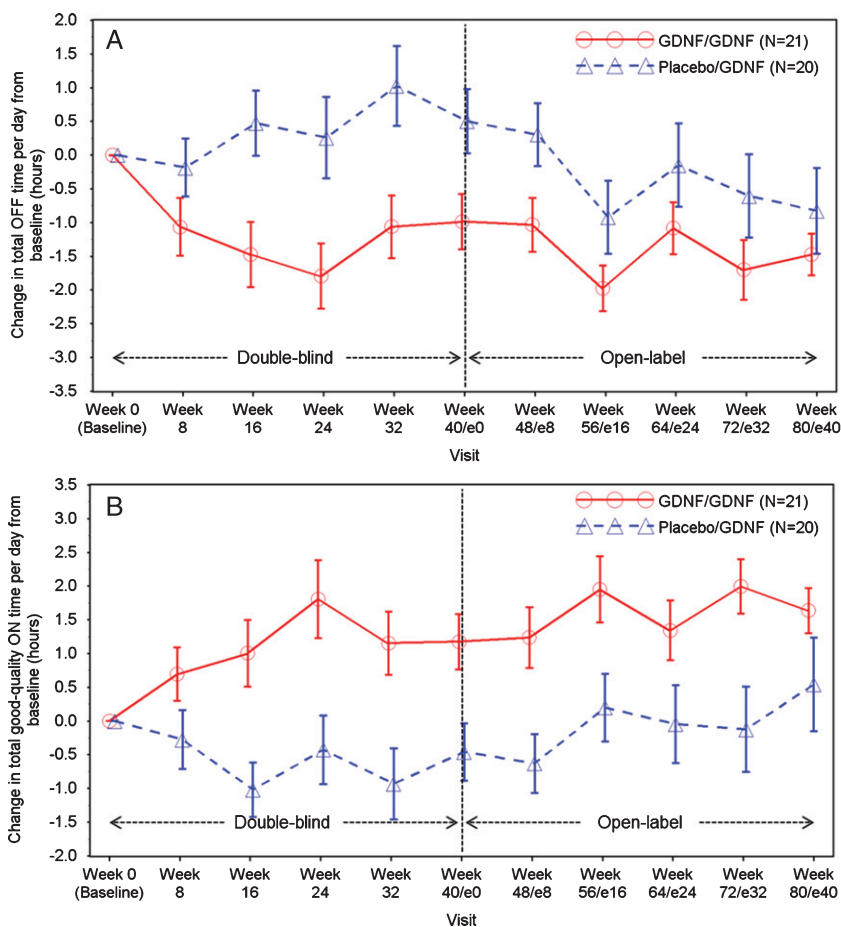 A
GDNF/GDNF (N=21)
Placebo/GDNF (N=20)
Change in total OFF time per day from
baseline (hours)
2.0
1.5
1.0
0.5
0.0
-0.5
-1.0
-1.5
-2.0
-2.5
-3.0
-3.5
Double-blind
Open-label
Week 0 Week Week Week Week Week Week Week Week Week Week
(Baseline) 8 16 24 32 40/e0 48/e8 56/e16 64/e24 72/e32 80/e40
Visit
B
GDNF/GDNF (N=21)
Placebo/GDNF (N=20)
Change in total good-quality ON time per day from
baseline (hours)
3.5
3.0
2.5
2.0
1.5
1.0
0.5
0.0
-0.5
-1.0
-1.5
-2.0
Double-blind
Open-label
Week 0 Week Week Week Week Week Week Week Week Week Week
(Baseline) 8 16 24 32 40/e0 48/e8 56/e16 64/e24 72/e32 80/e40
Visit